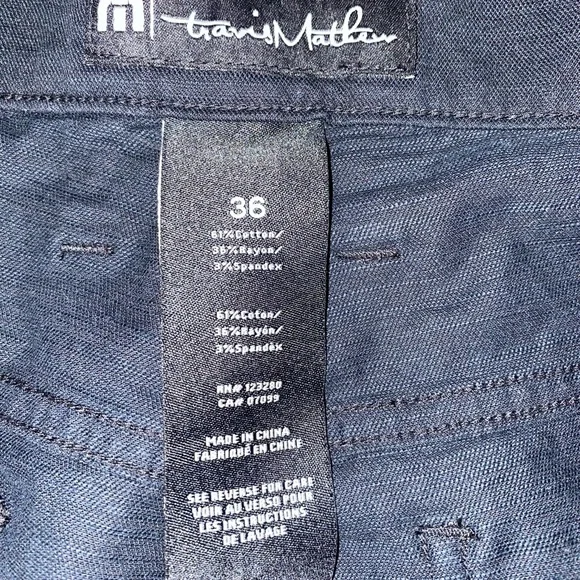 TravisMathew
36
61%Cotton/
36%Rayon/
3%Spandex
61%Coton/
36%Rayón/
3%Spandex
RN# 123280
CA# 07099
MADE IN CHINA
FABRIQUÉ EN CHINE
SEE REVERSE FOR CARE
VOIR AU VERSO POUR
LES INSTRUCTIONS
DE LAVAGE